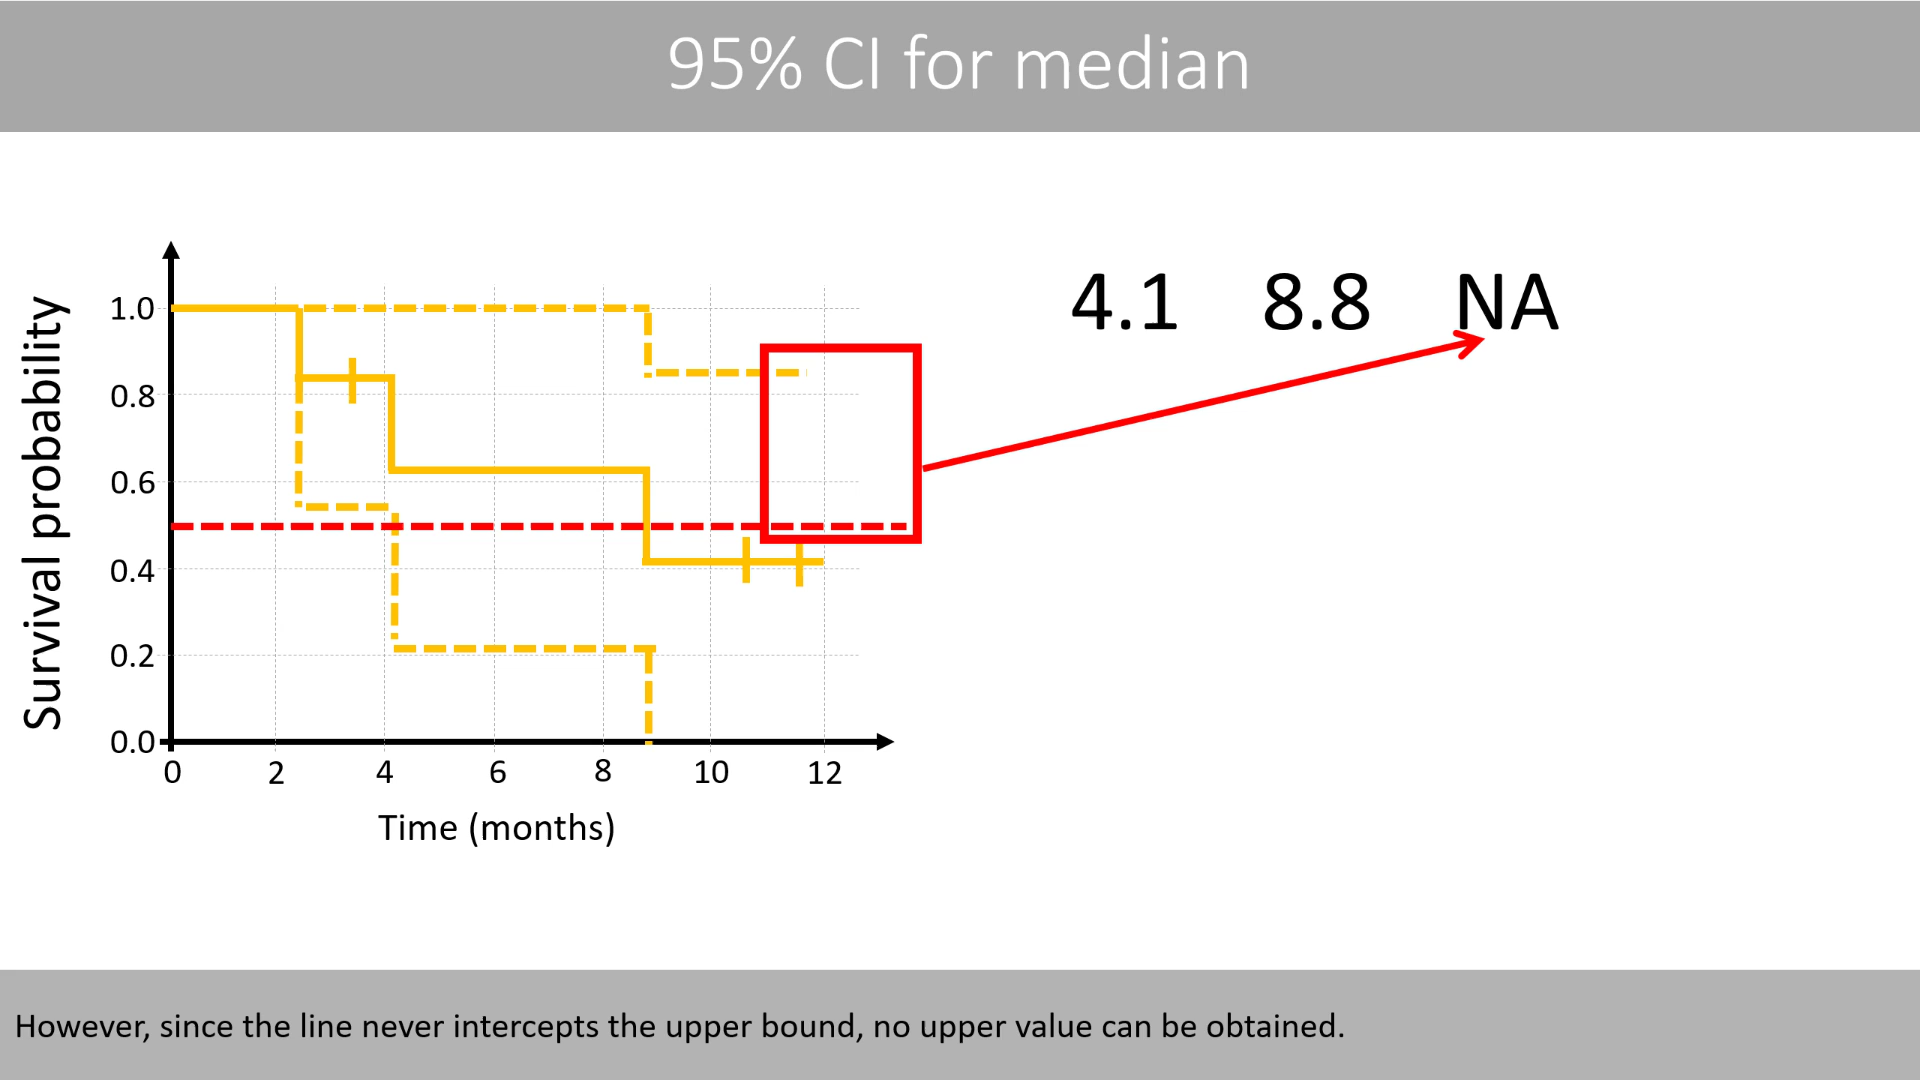 95% CI for median
4.1 8.8 NA
Survival probability
1.0
0.8
0.6
0.4
0.2
0.0
0 2 4 6 8 10 12
Time (months)
However, since the line never intercepts the upper bound, no upper value can be obtained.